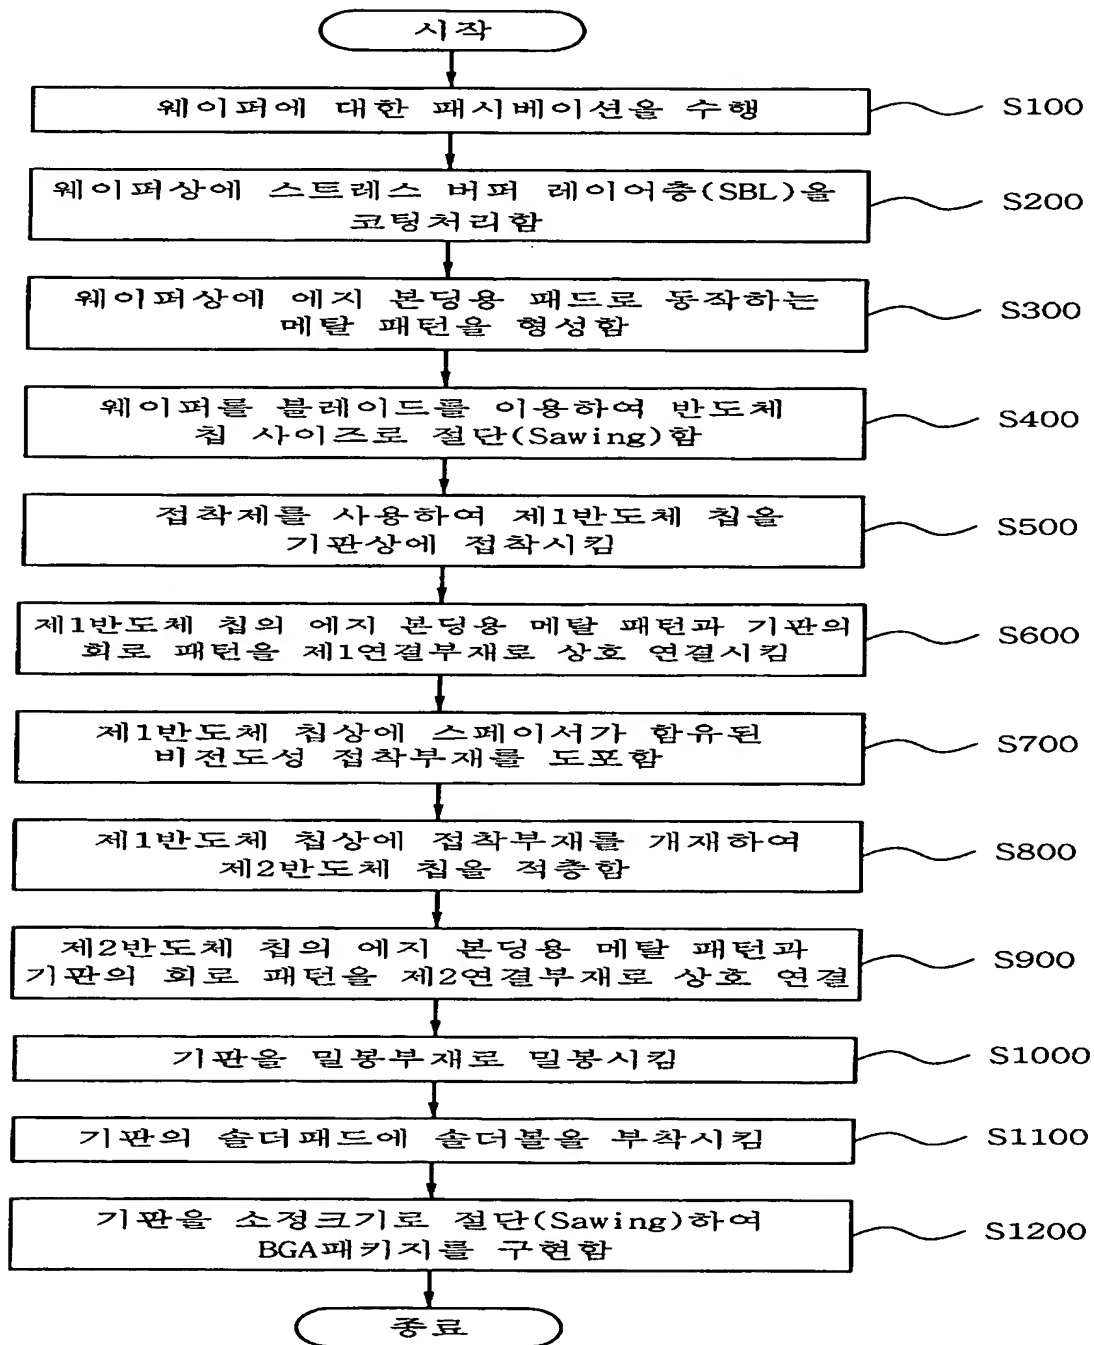 시작
웨이퍼에 대한 패시베이션을 수행
S100
웨이퍼상에 스트레스 버퍼 레이어층(SBL)을
코팅처리함
S200
웨이퍼상에 에지 본딩용 패드로 동작하는
메탈 패턴을 형성함
S300
웨이퍼를 블레이드를 이용하여 반도체
칩 사이즈로 절단(Sawing)함
S400
접착제를 사용하여 제1반도체 칩을
기판상에 접착시킴
S500
제1반도체 칩의 에지 본딩용 메탈 패턴과 기판의
회로 패턴을 제1연결부재로 상호 연결시킴
S600
제1반도체 칩상에 스페이서가 함유된
비전도성 접착부재를 도포함
S700
제1반도체 칩상에 접착부재를 개재하여
제2반도체 칩을 적층함
S800
제2반도체 칩의 에지 본딩용 메탈 패턴과
기판의 회로 패턴을 제2연결부재로 상호 연결
S900
기판을 밀봉부재로 밀봉시킴
S1000
기판의 솔더패드에 솔더볼을 부착시킴
S1100
기판을 소정크기로 절단(Sawing)하여
BGA패키지를 구현함
S1200
종료